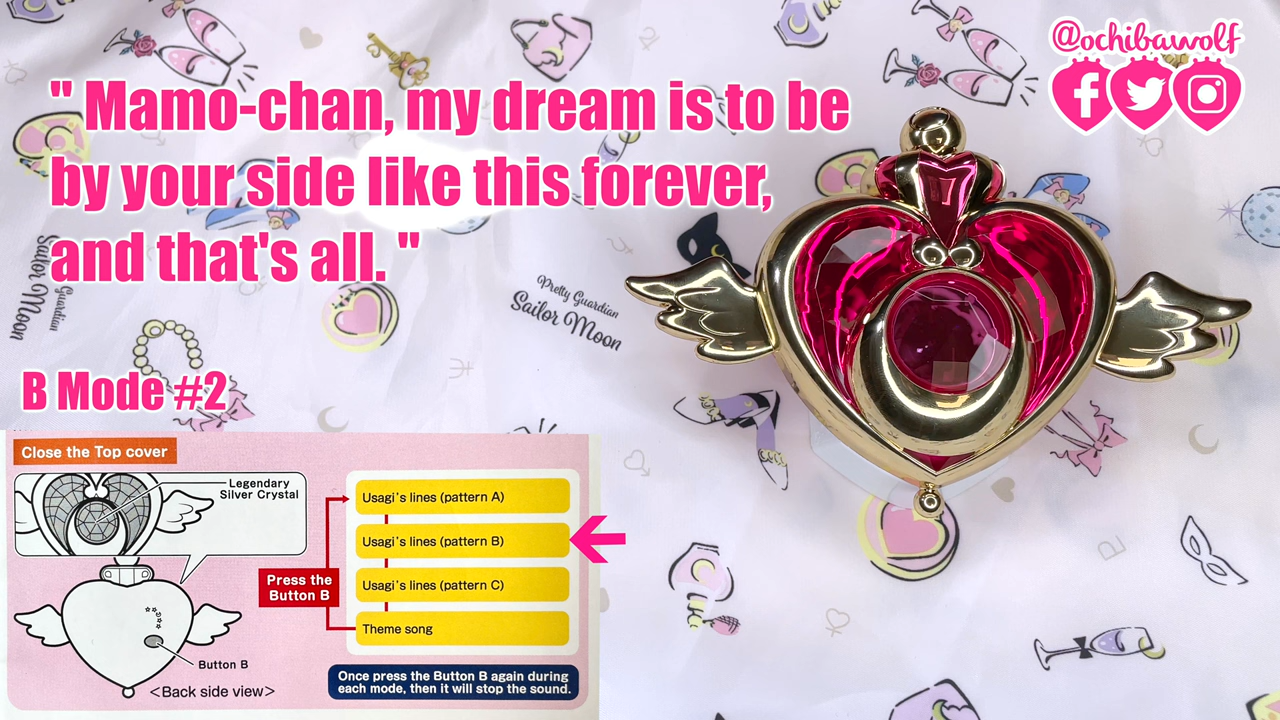 @ochibawolf
" Mamo-chan, my dream is to be
by your side like this forever,
and that's all. "
Pretty Guardian
Sailor Moon
Pretty Guardian
Sailor Moon
B Mode #2
Close the Top cover
Legendary
Silver Crystal
Usagi's lines (pattern A)
Usagi's lines (pattern B)
Usagi's lines (pattern C)
Theme song
Press the
Button B
Button B
<Back side view>
Once press the Button B again during
each mode, then it will stop the sound.